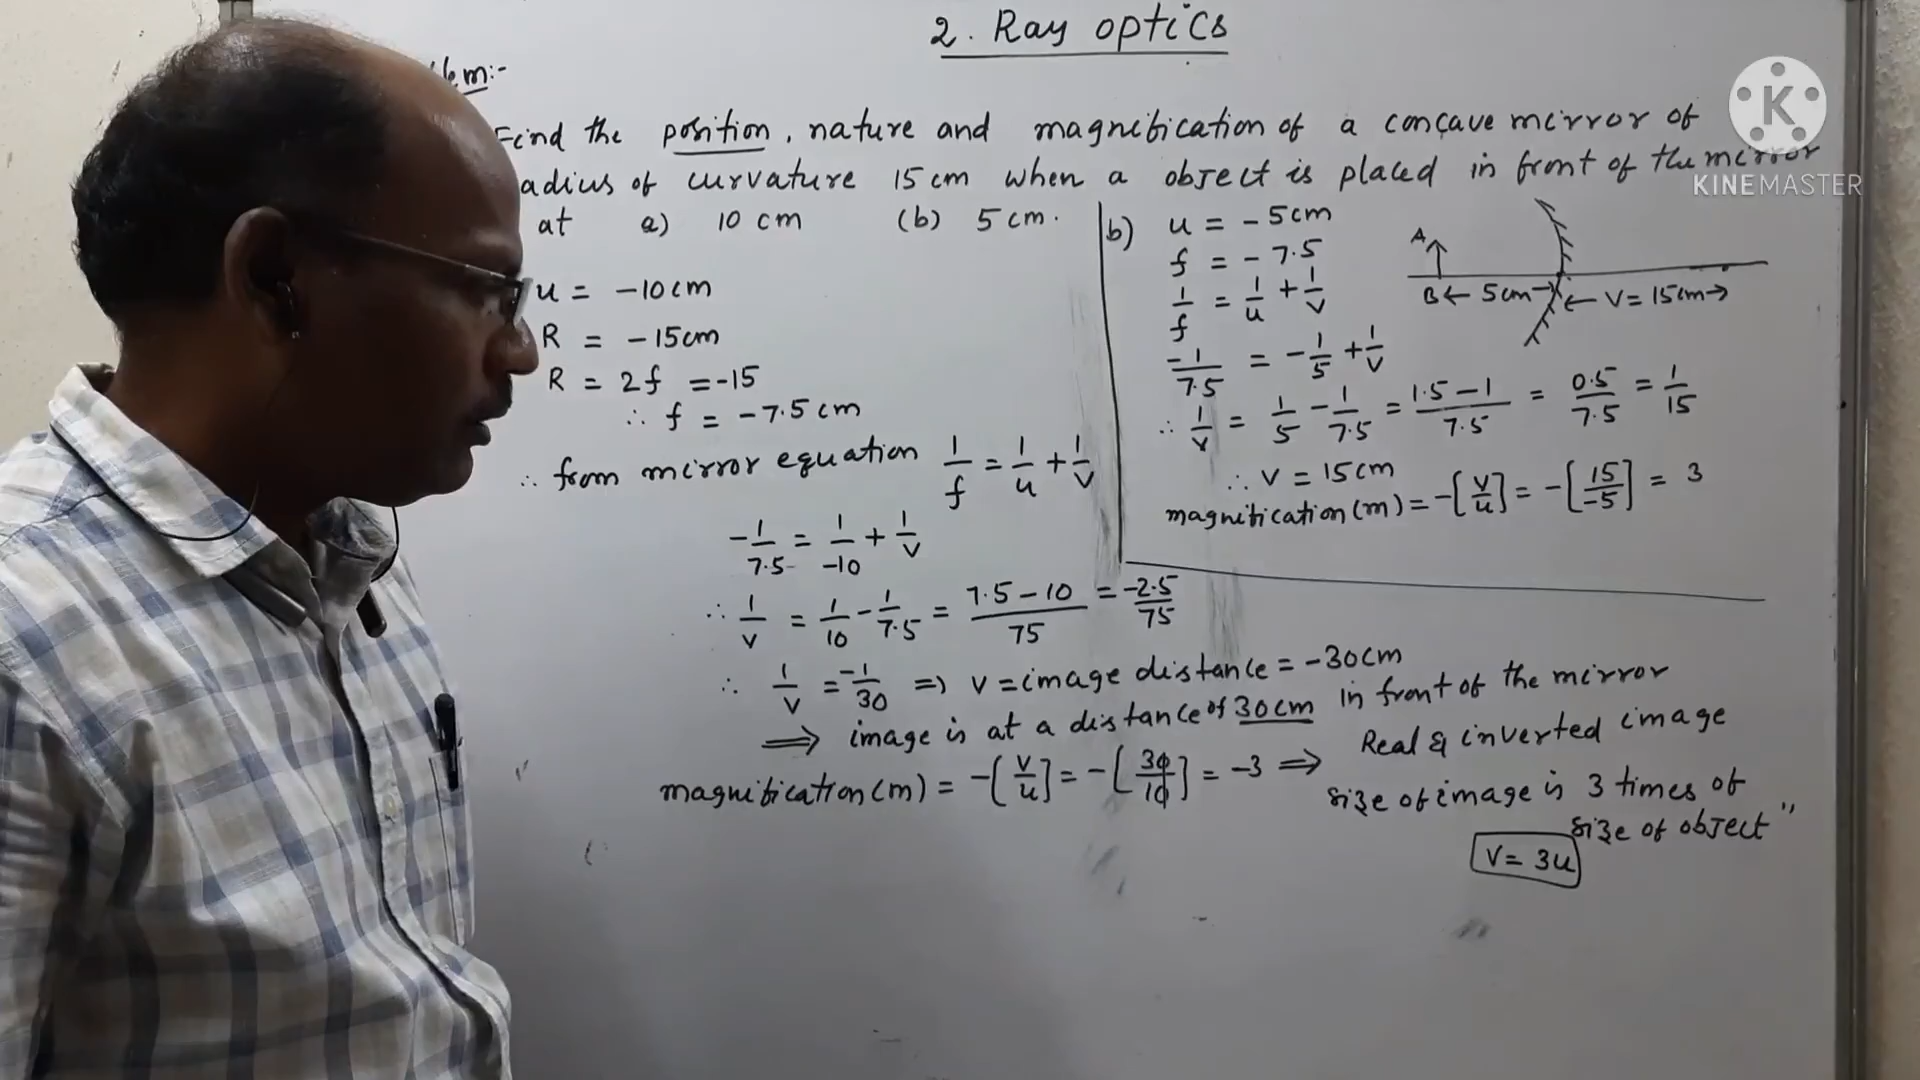 2. Ray optics
Find the position, nature and magnification of a concave mirror of
adius of curvature 15 cm when a object is placed in front of the mirror
at a) 10 cm (b) 5 cm.
u = -10cm
R = -15cm
R = 2f = -15
∴ f = -7.5 cm
∴ from mirror equation 1/f = 1/u + 1/v
-1/7.5 = 1/-10 + 1/v
∴ 1/v = 1/10 - 1/7.5 = 7.5 - 10/75 = -2.5/75
∴ 1/v = -1/30 => v = image distance = -30cm
=> image is at a distance of 30cm in front of the mirror
magnification (m) = -[v/u] = -[30/10] = -3 => Real & inverted image
size of image is 3 times of
size of object"
v = 3u
b) u = -5cm
f = -7.5
1/f = 1/u + 1/v
-1/7.5 = -1/5 + 1/v
∴ 1/v = 1/5 - 1/7.5 = 1.5 - 1/7.5 = 0.5/7.5 = 1/15
∴ v = 15cm
magnification (m) = -[v/u] = -[15/-5] = 3
A
B ← 5cm → ← v = 15cm →
K
KINEMASTER